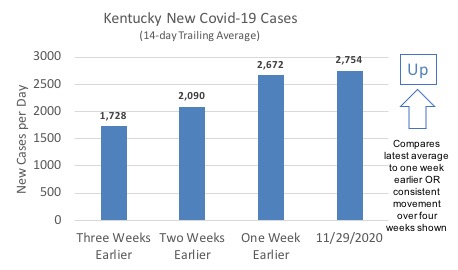 Kentucky New Covid-19 Cases
(14-day Trailing Average)
New Cases per Day
3000
2500
2000
1500
1000
500
0
1,728
2,090
2,672
2,754
Three Weeks
Earlier
Two Weeks
Earlier
One Week
Earlier
11/29/2020
Up
Compares
latest average
to one week
earlier OR
consistent
movement
over four
weeks shown